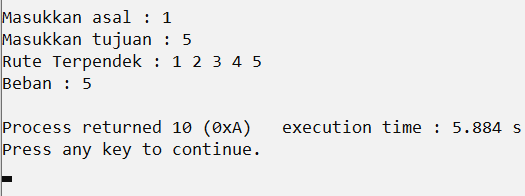 Masukkan asal : 1
Masukkan tujuan : 5
Rute Terpendek : 1 2 3 4 5
Beban : 5
Process returned 10 (0xA)   execution time : 5.884 s
Press any key to continue.